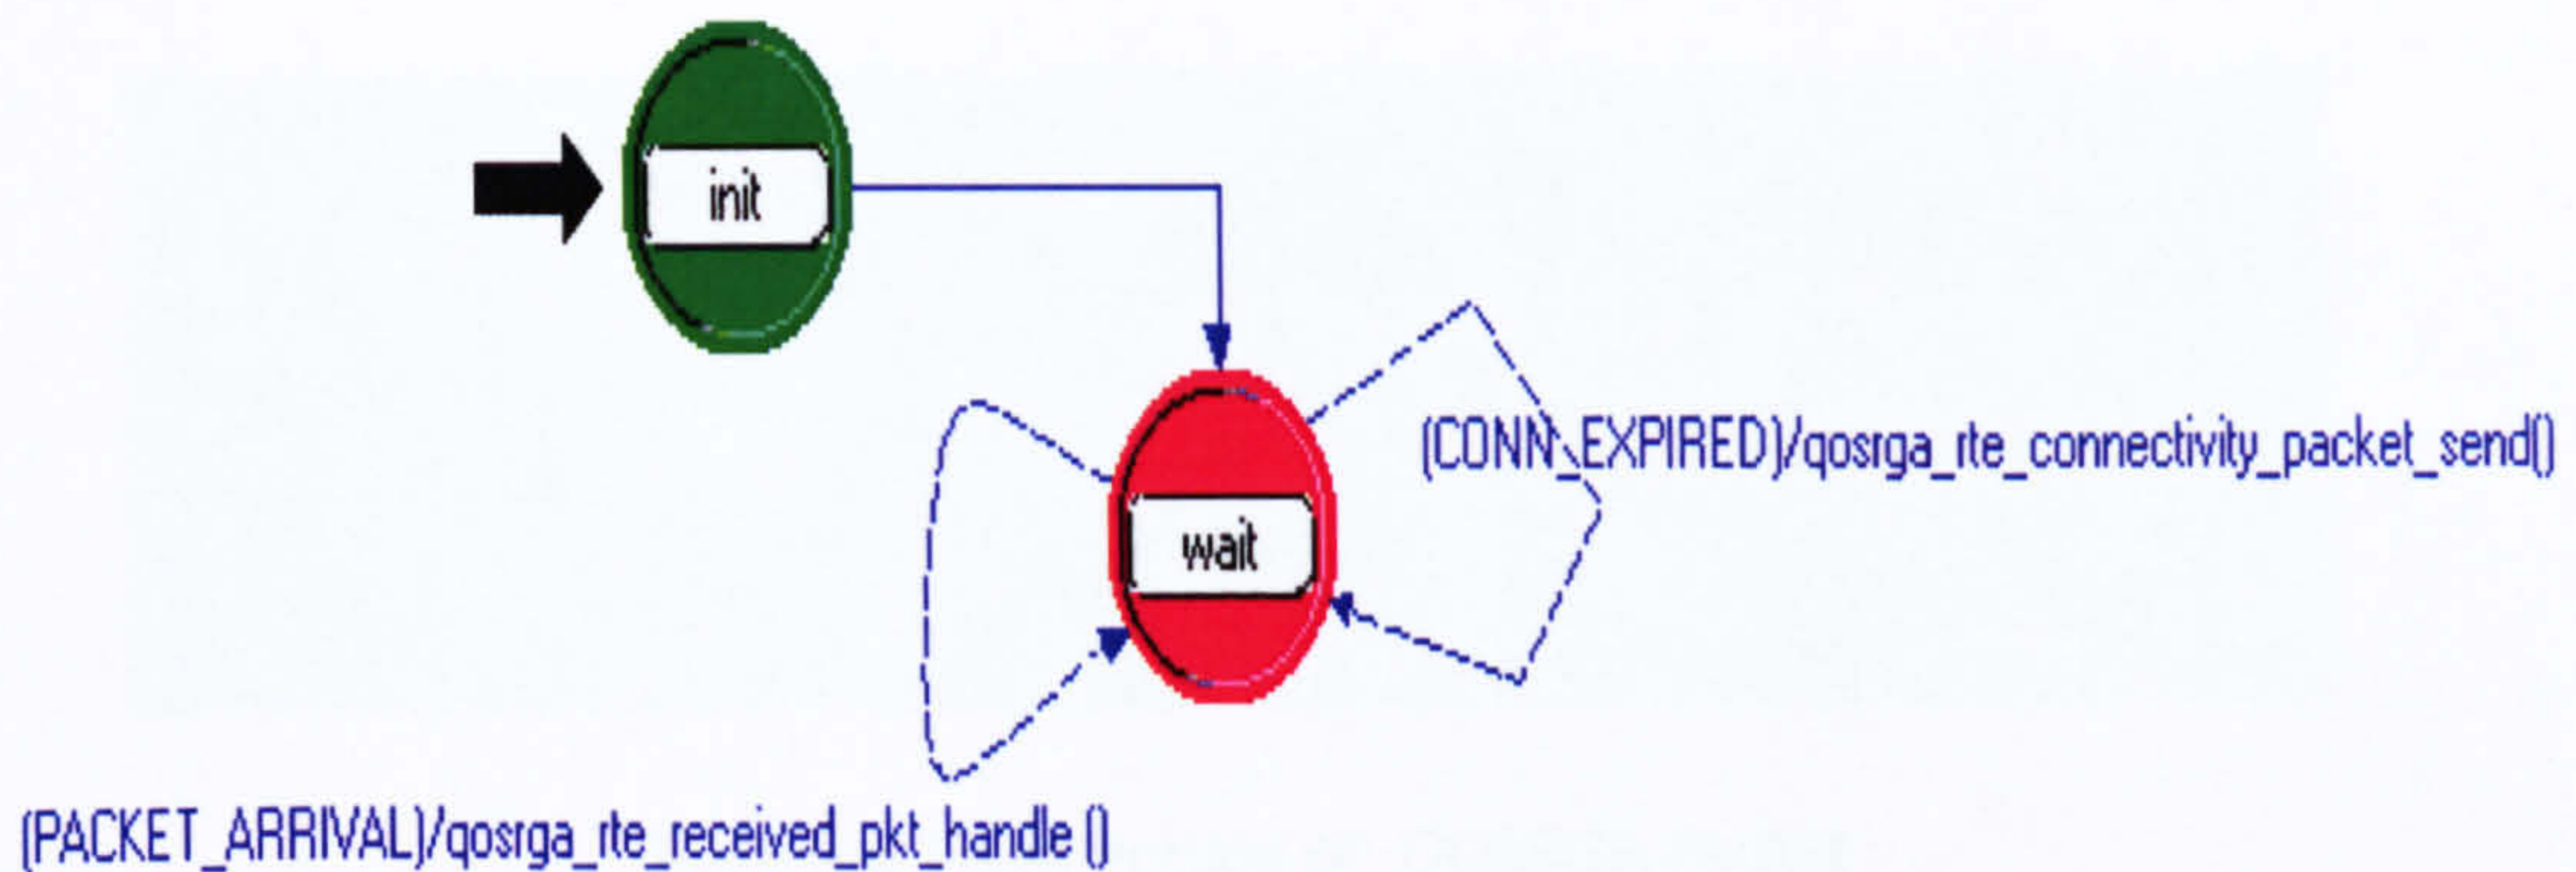 init
(CONN_EXPIRED)/qosrga_rte_connectivity_packet_send()
wait
(PACKET_ARRIVAL)/qosrga_rte_received_pkt_handle ()